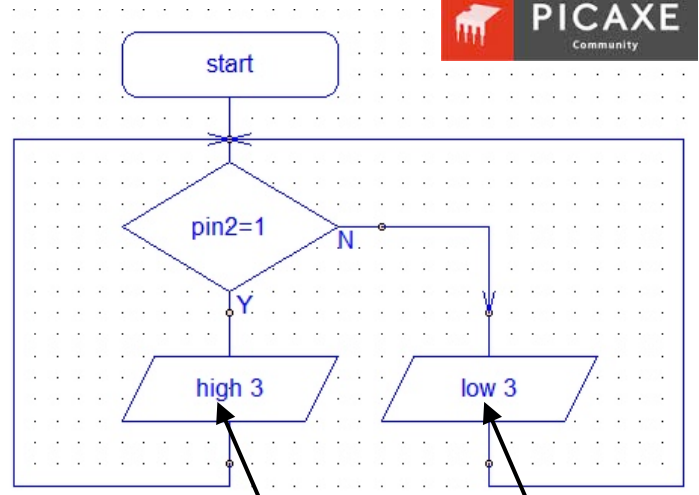 PICAXE
Community
start
pin2=1
N
Y
high 3
low 3